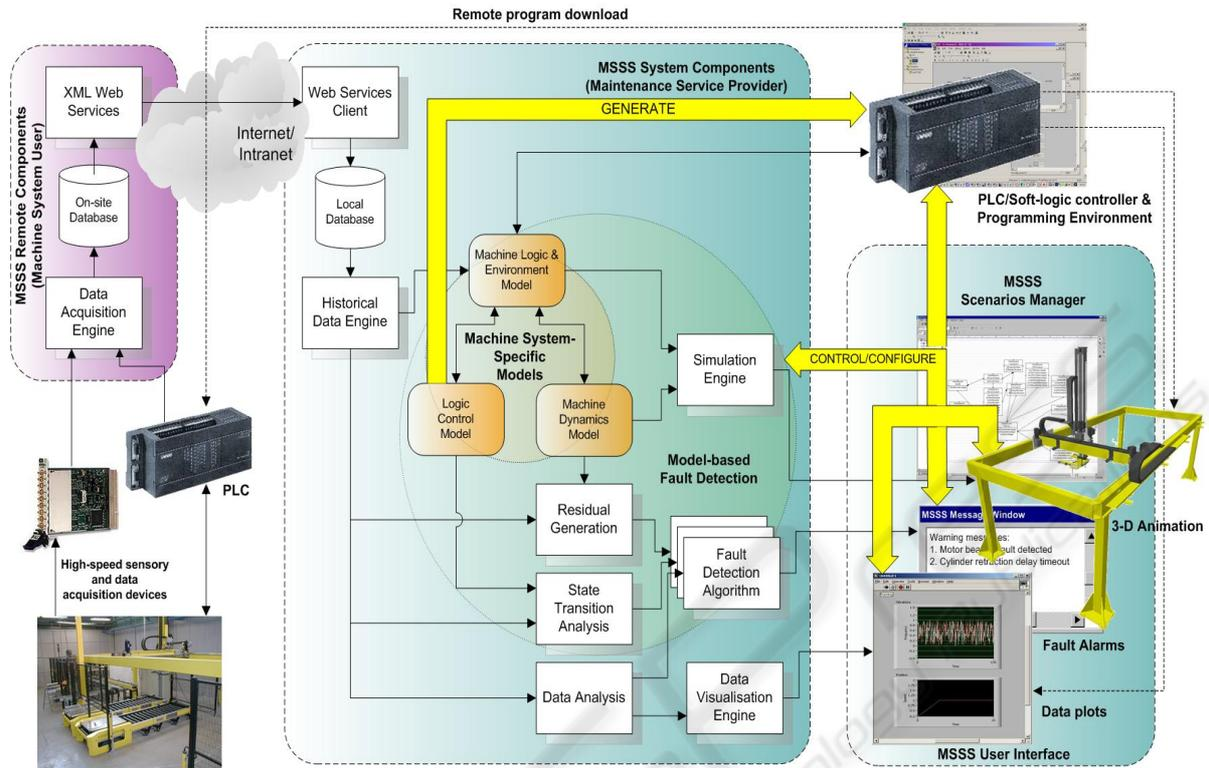 Remote program download
MSSS Remote Components
(Machine System User)
XML Web
Services
On-site
Database
Data
Acquisition
Engine
Internet/
Intranet
PLC
High-speed sensory
and data
acquisition devices
MSSS System Components
(Maintenance Service Provider)
Web Services
Client
Local
Database
Historical
Data Engine
GENERATE
Machine Logic &
Environment
Model
Machine System-
Specific
Models
Logic
Control
Model
Machine
Dynamics
Model
Simulation
Engine
Model-based
Fault Detection
Residual
Generation
State
Transition
Analysis
Fault
Detection
Algorithm
Data Analysis
Data
Visualisation
Engine
PLC/Soft-logic controller &
Programming Environment
MSSS
Scenarios Manager
CONTROL/CONFIGURE
3-D Animation
MSSS Message Window
Warning messages:
1. Motor bea ult detected
2. Cylinder retraction delay timeout
Fault Alarms
Data plots
MSSS User Interface